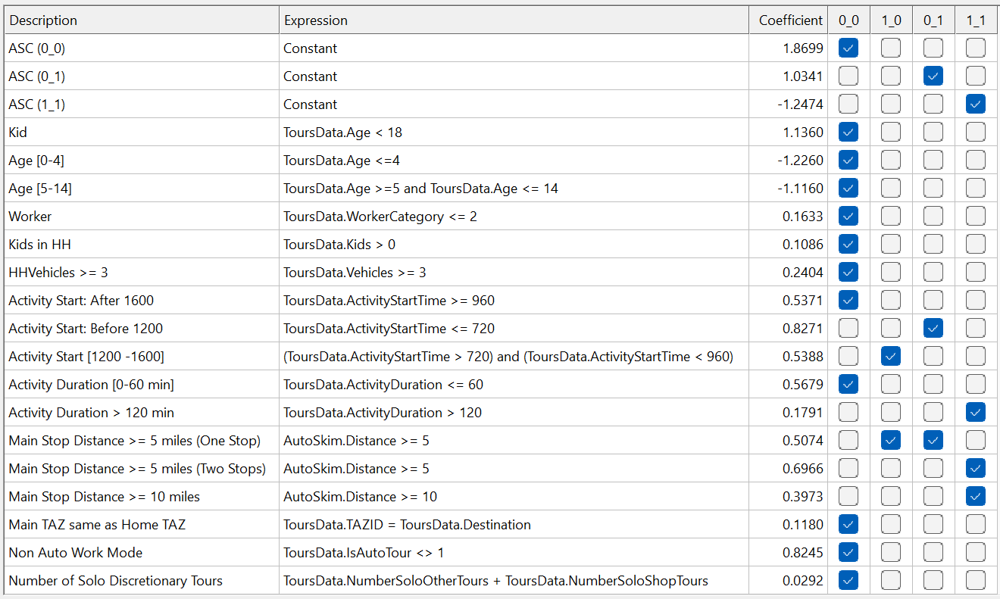 Description Expression Coefficient 0_0 1_0 0_1 1_1
ASC (0_0) Constant 1.8699
ASC (0_1) Constant 1.0341
ASC (1_1) Constant -1.2474
Kid ToursData.Age < 18 1.1360
Age [0-4] ToursData.Age <=4 -1.2260
Age [5-14] ToursData.Age >=5 and ToursData.Age <= 14 -1.1160
Worker ToursData.WorkerCategory <= 2 0.1633
Kids in HH ToursData.Kids > 0 0.1086
HHVehicles >= 3 ToursData.Vehicles >= 3 0.2404
Activity Start: After 1600 ToursData.ActivityStartTime >= 960 0.5371
Activity Start: Before 1200 ToursData.ActivityStartTime <= 720 0.8271
Activity Start [1200 -1600] (ToursData.ActivityStartTime > 720) and (ToursData.ActivityStartTime < 960) 0.5388
Activity Duration [0-60 min] ToursData.ActivityDuration <= 60 0.5679
Activity Duration > 120 min ToursData.ActivityDuration > 120 0.1791
Main Stop Distance >= 5 miles (One Stop) AutoSkim.Distance >= 5 0.5074
Main Stop Distance >= 5 miles (Two Stops) AutoSkim.Distance >= 5 0.6966
Main Stop Distance >= 10 miles AutoSkim.Distance >= 10 0.3973
Main TAZ same as Home TAZ ToursData.TAZID = ToursData.Destination 0.1180
Non Auto Work Mode ToursData.IsAutoTour <> 1 0.8245
Number of Solo Discretionary Tours ToursData.NumberSoloOtherTours + ToursData.NumberSoloShopTours 0.0292